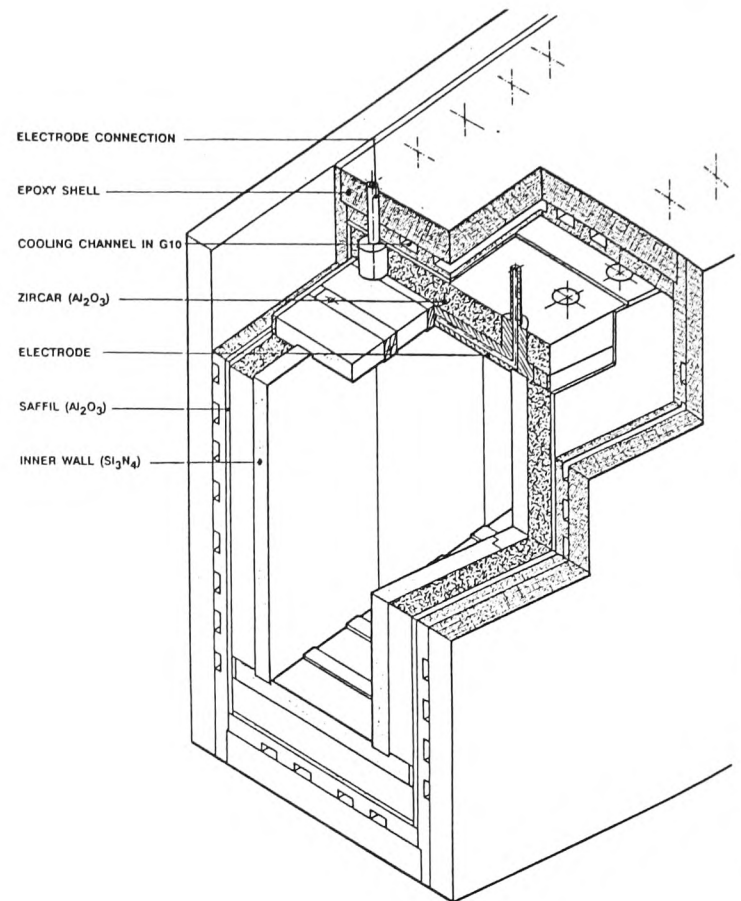 ELECTRODE CONNECTION
EPOXY SHELL
COOLING CHANNEL IN G10
ZIRCAR (Al₂O₃)
ELECTRODE
SAFFIL (Al₂O₃)
INNER WALL (Si₃N₄)